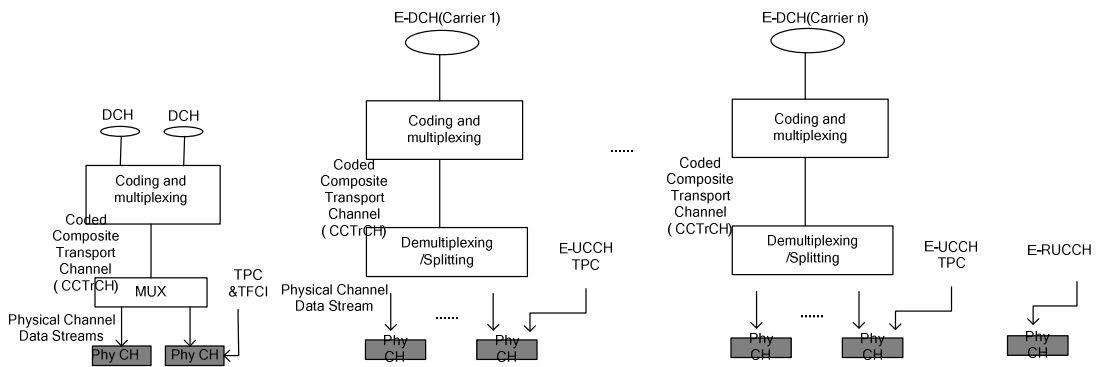 DCH
DCH
Coding and
multiplexing
Coded
Composite
Transport
Channel
( CCTrCH)
MUX
TPC
&TFCI
Physical Channel
Data Streams
Phy CH
Phy CH
E-DCH(Carrier 1)
Coding and
multiplexing
Coded
Composite
Transport
Channel
( CCTrCH)
Demultiplexing
/Splitting
E-UCCH
TPC
Physical Channel
Data Stream
......
Phy
CH
Phy
CH
......
E-DCH(Carrier n)
Coding and
multiplexing
Coded
Composite
Transport
Channel
( CCTrCH)
Demultiplexing
/Splitting
E-UCCH
TPC
......
Phy
CH
Phy
CH
E-RUCCH
Phy
CH